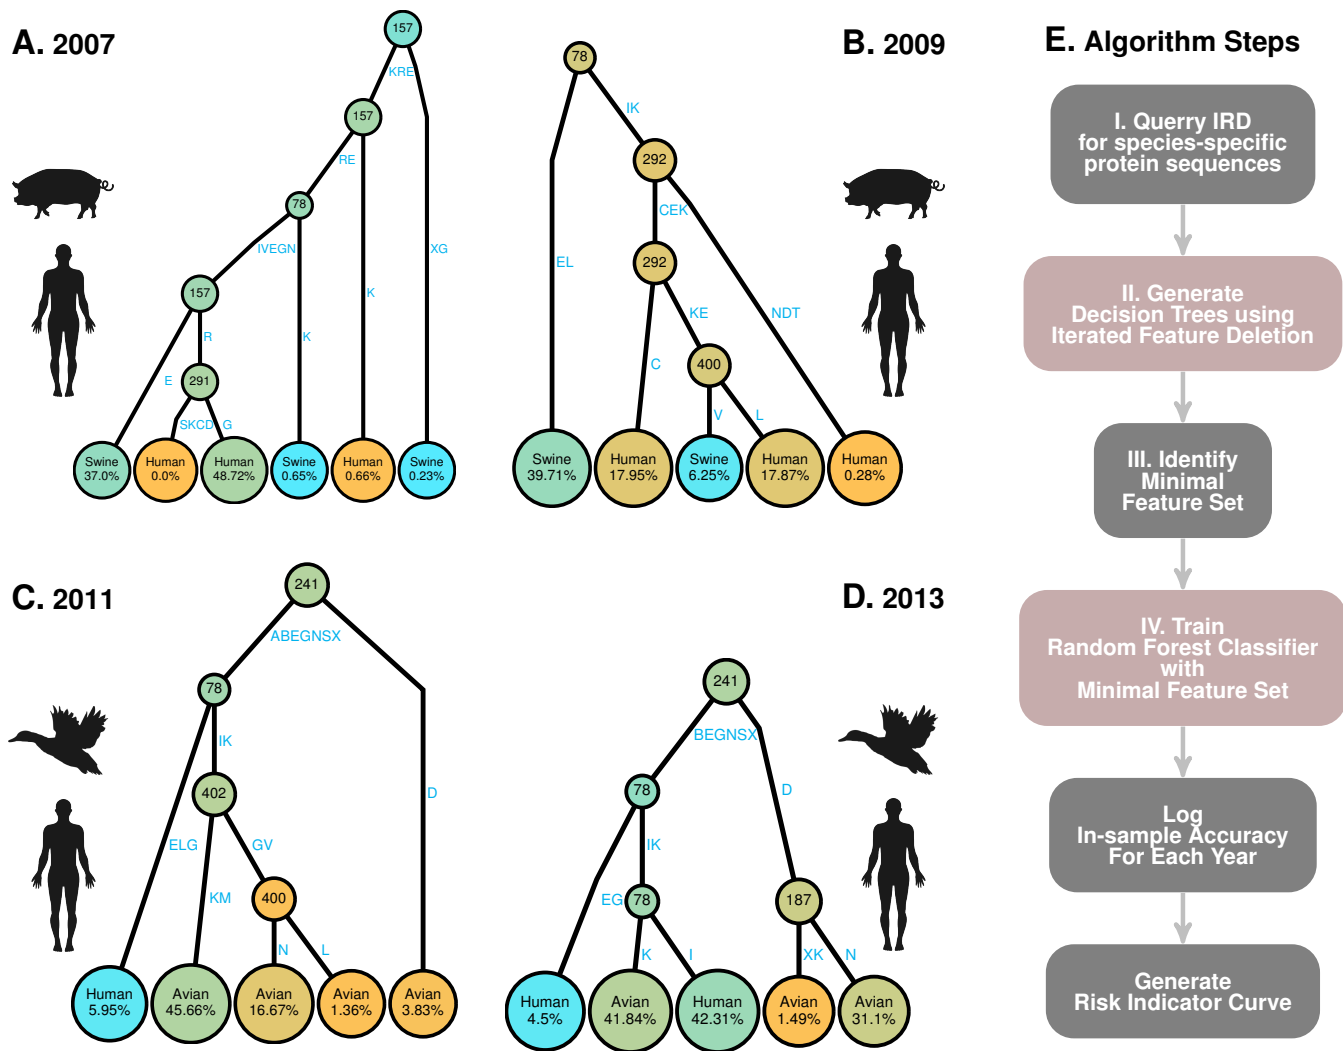 A. 2007
157
KRE
157
RE
78
IVEGN
XG
157
K
K
R
E
291
SKCD
G
Swine
37.0%
Human
0.0%
Human
48.72%
Swine
0.65%
Human
0.66%
Swine
0.23%
B. 2009
78
IK
292
CEK
EL
292
KE
NDT
C
400
V
L
Swine
39.71%
Human
17.95%
Swine
6.25%
Human
17.87%
Human
0.28%
C. 2011
241
ABEGNSX
78
IK
402
D
ELG
GV
KM
400
N
L
Human
5.95%
Avian
45.66%
Avian
16.67%
Avian
1.36%
Avian
3.83%
D. 2013
241
BEGNSX
78
D
IK
EG
78
187
K
I
XK
N
Human
4.5%
Avian
41.84%
Human
42.31%
Avian
1.49%
Avian
31.1%
E. Algorithm Steps
I. Querry IRD
for species-specific
protein sequences
II. Generate
Decision Trees using
Iterated Feature Deletion
III. Identify
Minimal
Feature Set
IV. Train
Random Forest Classifier
with
Minimal Feature Set
Log
In-sample Accuracy
For Each Year
Generate
Risk Indicator Curve